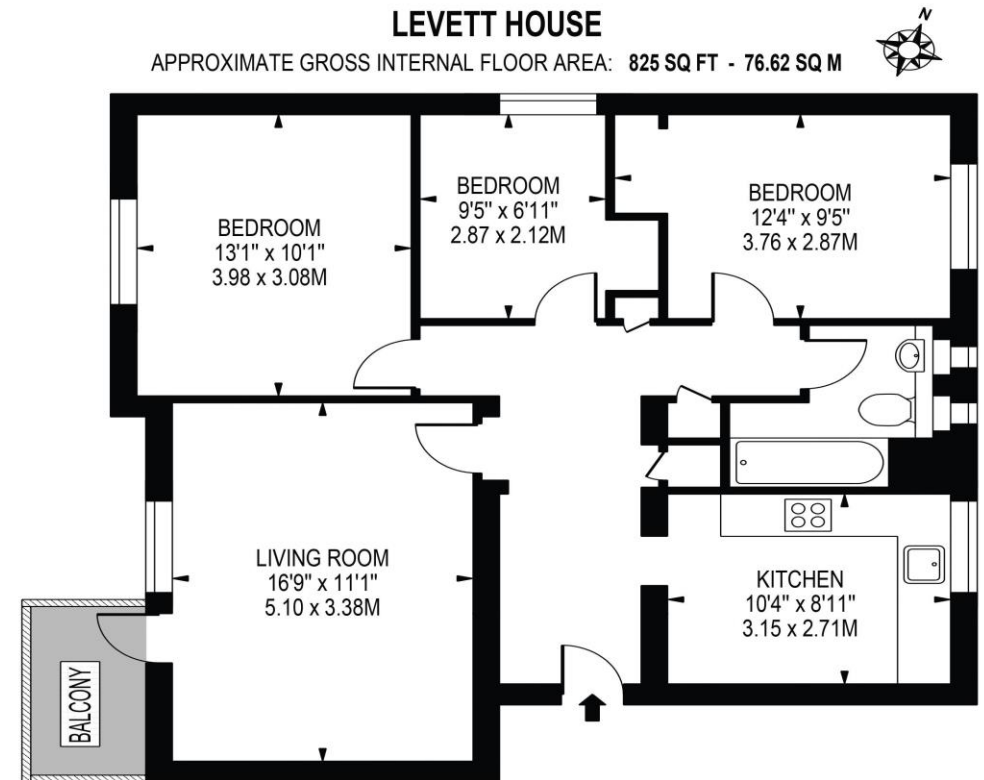 LEVETT HOUSE
N
APPROXIMATE GROSS INTERNAL FLOOR AREA: 825 SQ FT - 76.62 SQ M
BEDROOM
13'1" x 10'1"
3.98 x 3.08M
BEDROOM
9'5" x 6'11"
2.87 x 2.12M
BEDROOM
12'4" x 9'5"
3.76 x 2.87M
LIVING ROOM
16'9" x 11'1"
5.10 x 3.38M
KITCHEN
10'4" x 8'11"
3.15 x 2.71M
BALCONY